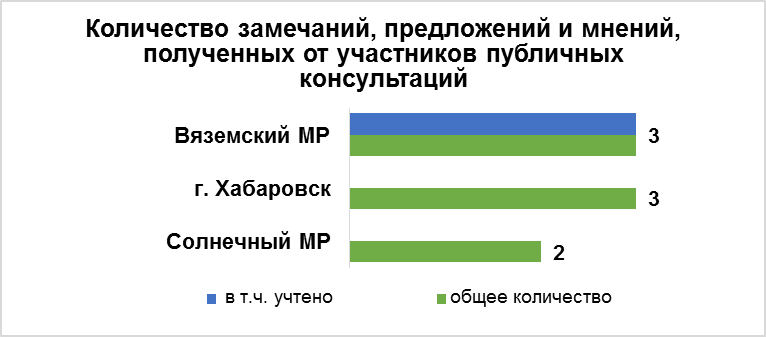 Количество замечаний, предложений и мнений,
полученных от участников публичных
консультаций
Вяземский МР
3
г. Хабаровск
3
Солнечный МР
2
в т.ч. учтено
общее количество